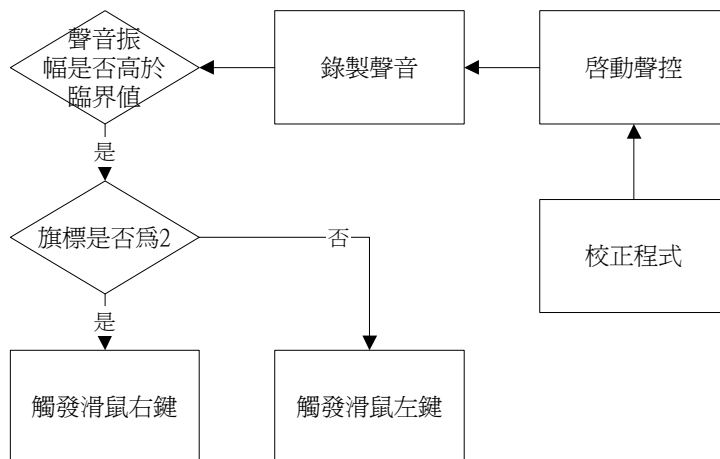 聲音振
幅是否高於
臨界值
錄製聲音
啟動聲控
是
旗標是否為2
否
校正程式
是
觸發滑鼠右鍵
觸發滑鼠左鍵